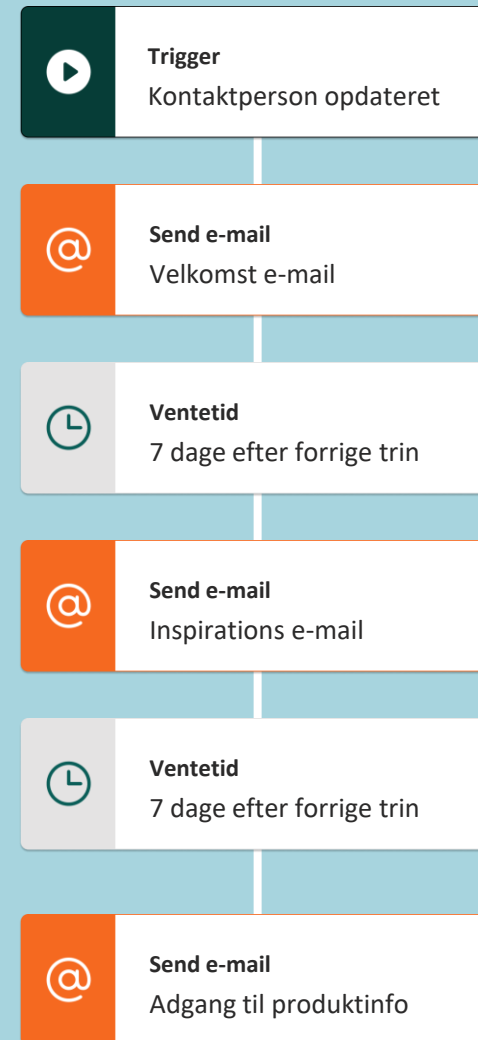 Trigger
Kontaktperson opdateret
Send e-mail
Velkomst e-mail
Ventetid
7 dage efter forrige trin
Send e-mail
Inspirations e-mail
Ventetid
7 dage efter forrige trin
Send e-mail
Adgang til produktinfo